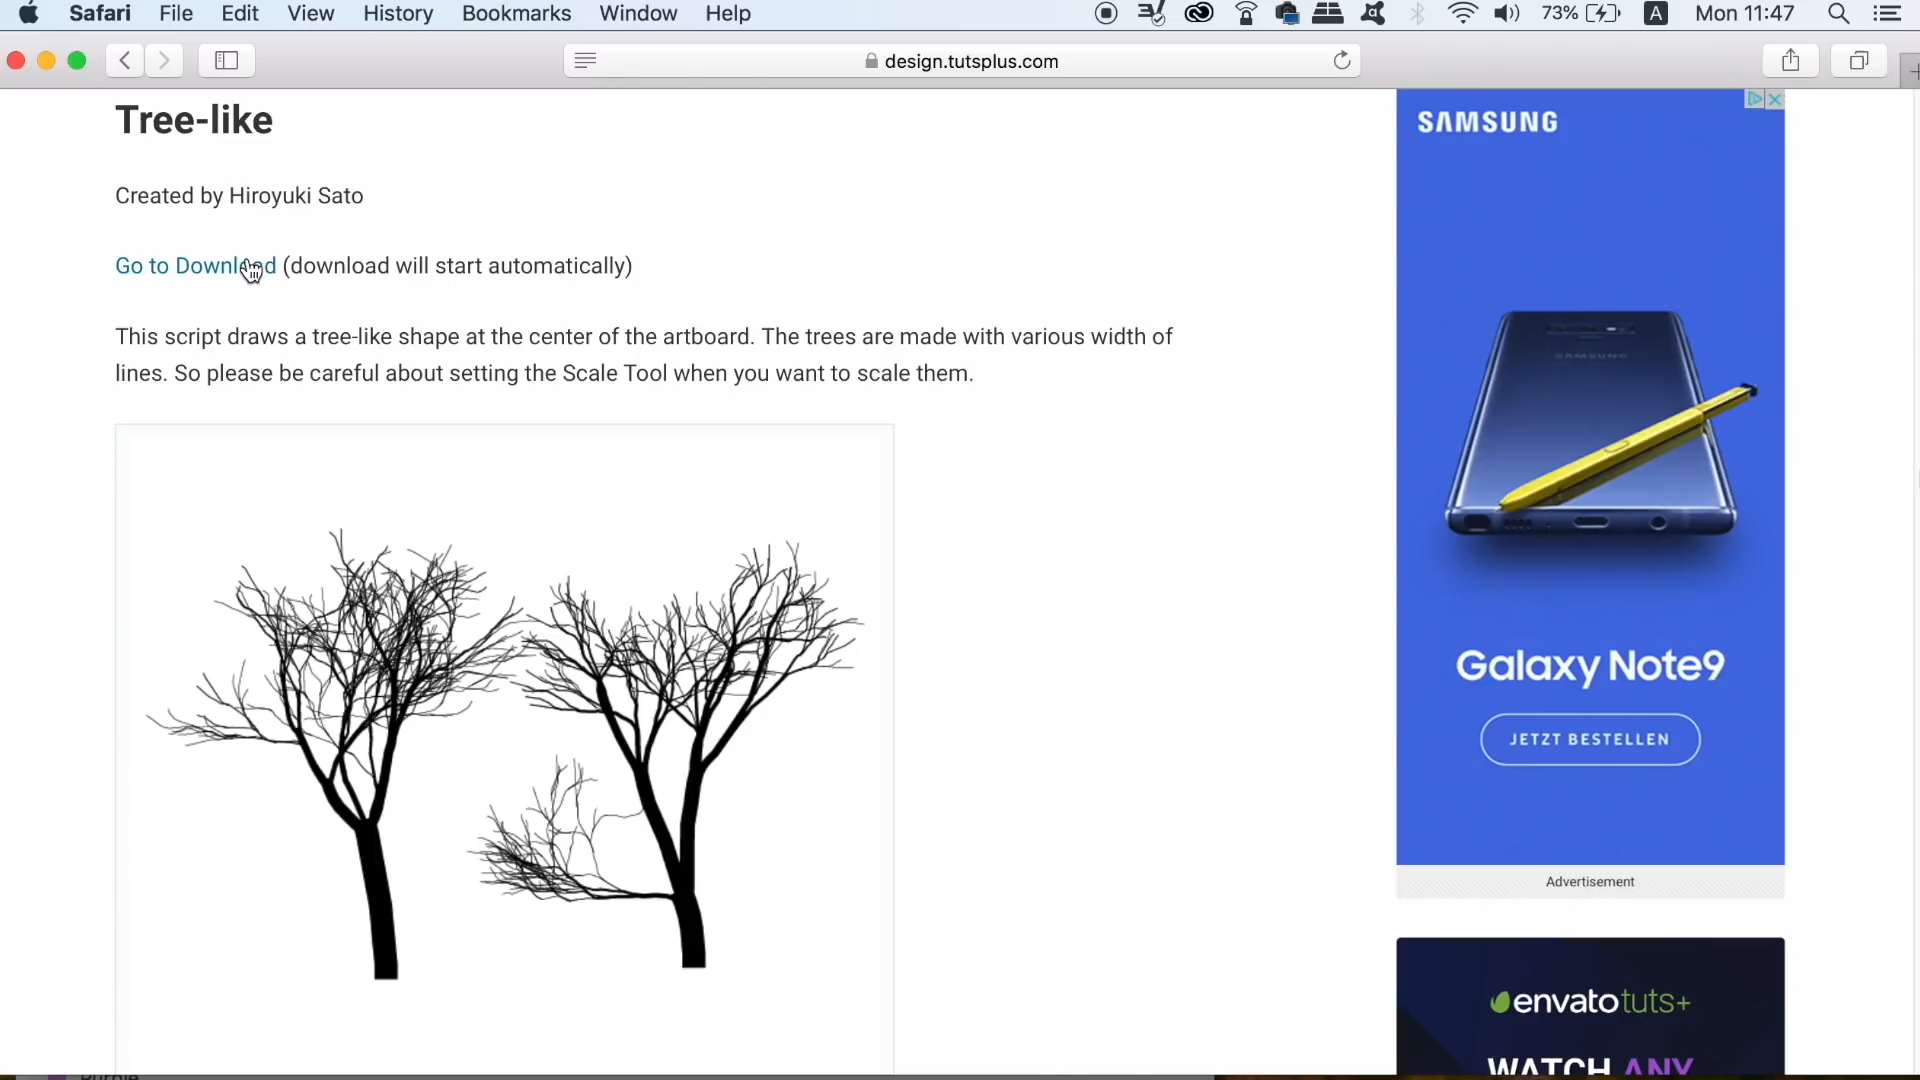 Safari File Edit View History Bookmarks Window Help 73% A Mon 11:47
design.tutsplus.com
Tree-like
Created by Hiroyuki Sato
Go to Download (download will start automatically)
This script draws a tree-like shape at the center of the artboard. The trees are made with various width of
lines. So please be careful about setting the Scale Tool when you want to scale them.
SAMSUNG
SAMSUNG
Galaxy Note9
JETZT BESTELLEN
Advertisement
envatotuts+
WATCH ANY